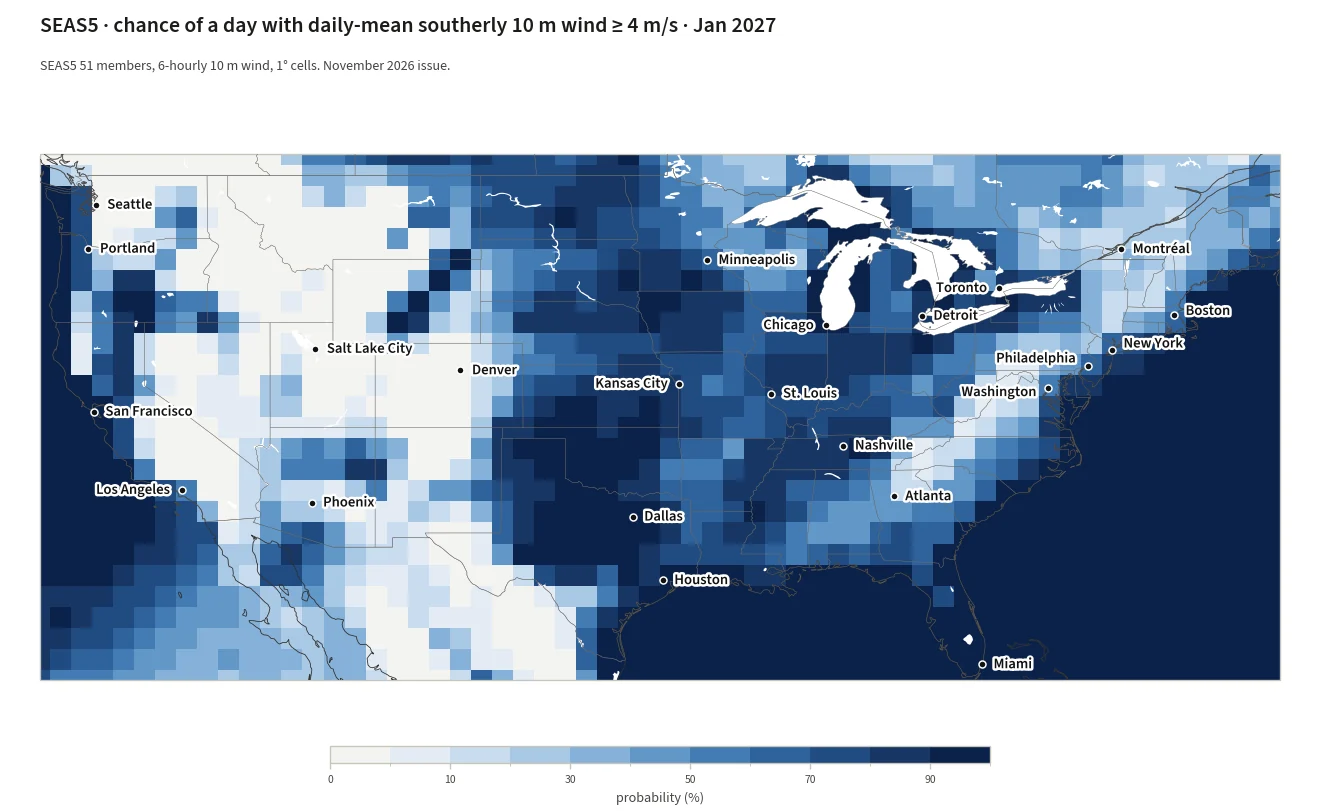 SEAS5 · chance of a day with daily-mean southerly 10 m wind ≥ 4 m/s · Jan 2027
SEAS5 51 members, 6-hourly 10 m wind, 1° cells. November 2026 issue.
Seattle
Portland
Montréal
Minneapolis
Toronto
Boston
Detroit
Chicago
New York
Salt Lake City
Philadelphia
Denver
Kansas City
Washington
St. Louis
San Francisco
Nashville
Los Angeles
Atlanta
Phoenix
Dallas
Houston
Miami
0 10 30 50 70 90
probability (%)